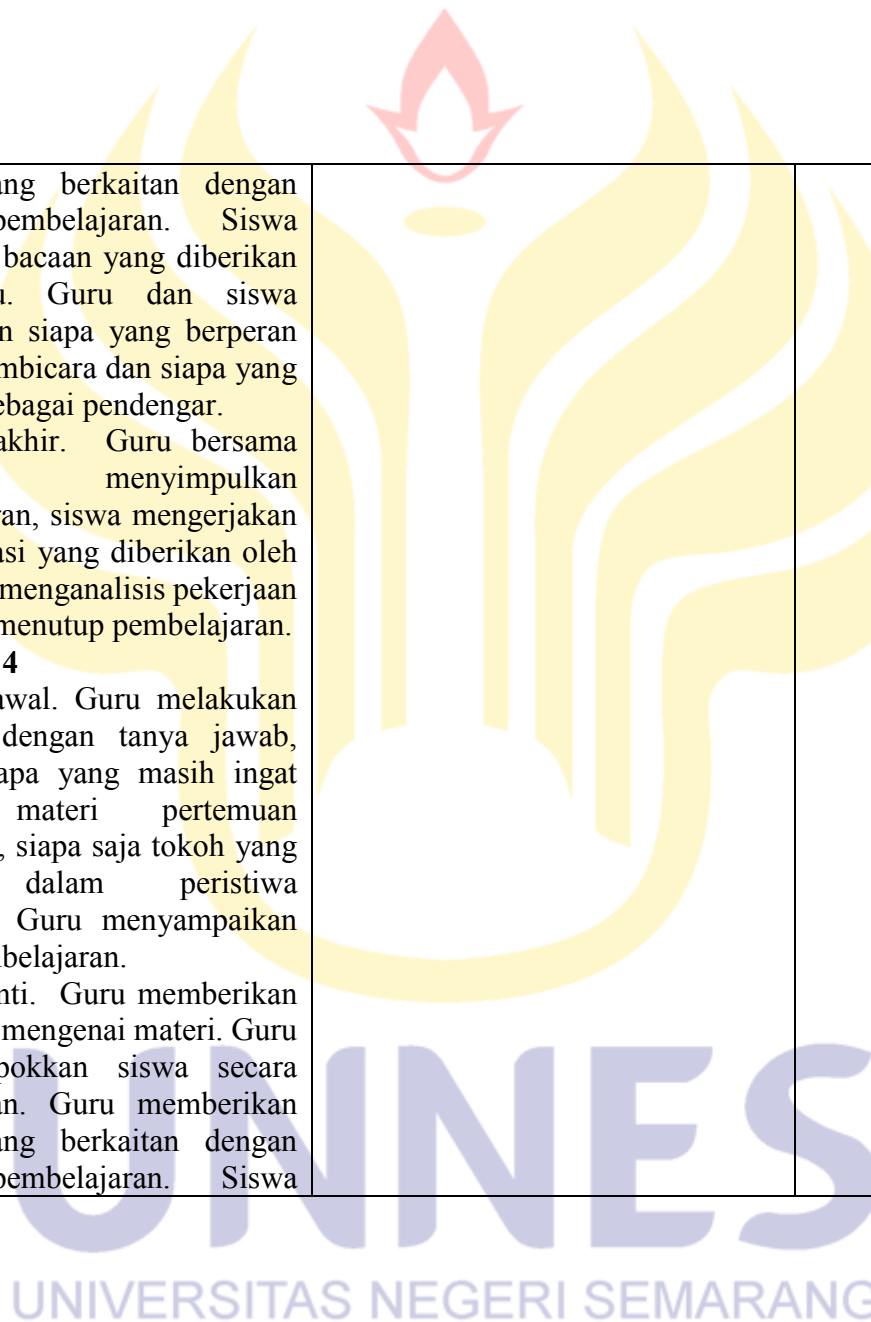 ang berkaitan dengan
pembelajaran. Siswa
bacaan yang diberikan
u. Guru dan siswa
n siapa yang berperan
mbicara dan siapa yang
ebagai pendengar.
akhir. Guru bersama
menyimpulkan
ran, siswa mengerjakan
asi yang diberikan oleh
menganalisis pekerjaan
menutup pembelajaran.
4
awal. Guru melakukan
dengan tanya jawab,
apa yang masih ingat
materi pertemuan
, siapa saja tokoh yang
dalam peristiwa
Guru menyampaikan
belajaran.
nti. Guru memberikan
mengenai materi. Guru
pokkan siswa secara
an. Guru memberikan
ang berkaitan dengan
pembelajaran. Siswa
UNNES
UNIVERSITAS NEGERI SEMARANG